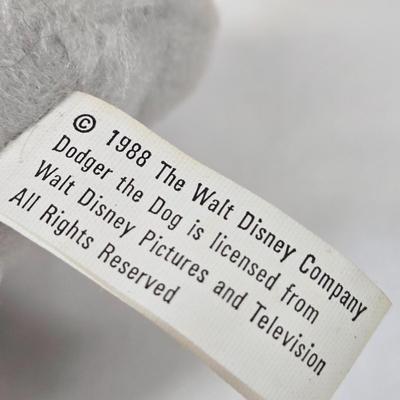 © 1988 The Walt Disney Company
Dodger the Dog is licensed from
Walt Disney Pictures and Television
All Rights Reserved